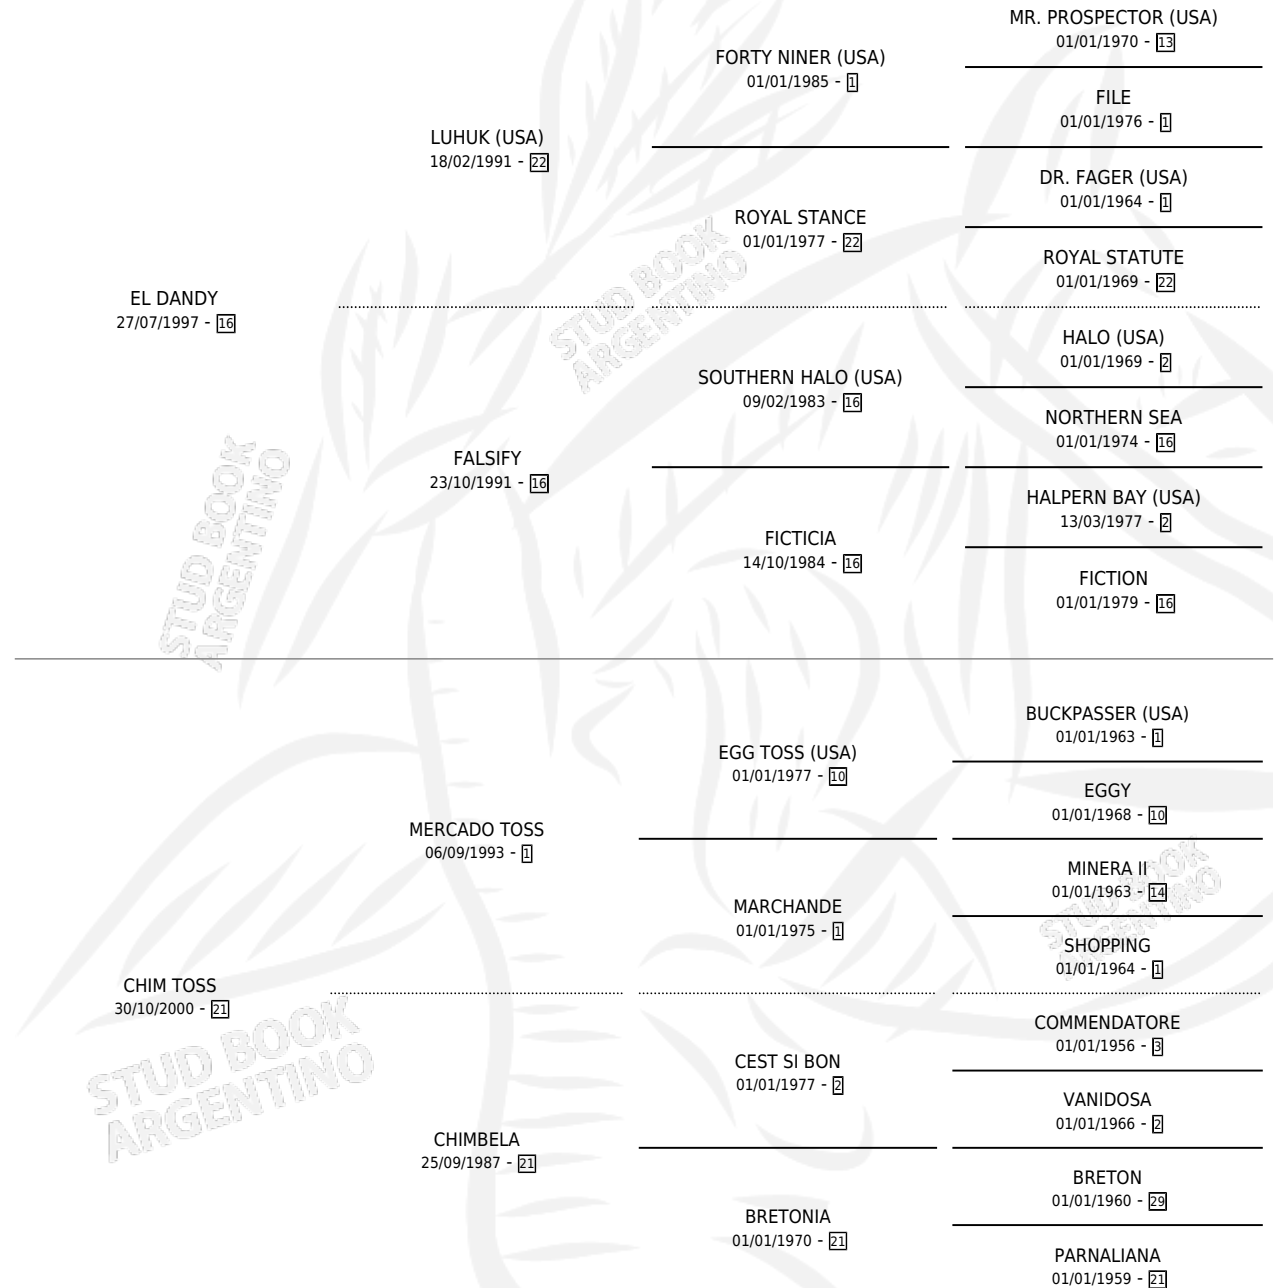 MR. PROSPECTOR (USA)
01/01/1970 - 13
FORTY NINER (USA)
01/01/1985 - 1
FILE
01/01/1976 - 1
LUHUK (USA)
18/02/1991 - 22
DR. FAGER (USA)
01/01/1964 - 1
ROYAL STANCE
01/01/1977 - 22
ROYAL STATUTE
01/01/1969 - 22
EL DANDY
27/07/1997 - 16
HALO (USA)
01/01/1969 - 2
SOUTHERN HALO (USA)
09/02/1983 - 16
NORTHERN SEA
01/01/1974 - 16
FALSIFY
23/10/1991 - 16
HALPERN BAY (USA)
13/03/1977 - 2
FICTICIA
14/10/1984 - 16
FICTION
01/01/1979 - 16
BUCKPASSER (USA)
01/01/1963 - 1
EGG TOSS (USA)
01/01/1977 - 10
EGGY
01/01/1968 - 10
MERCADO TOSS
06/09/1993 - 1
MINERA II
01/01/1963 - 14
MARCHANDE
01/01/1975 - 1
SHOPPING
01/01/1964 - 1
CHIM TOSS
30/10/2000 - 21
COMMENDATORE
01/01/1956 - 3
CEST SI BON
01/01/1977 - 2
VANIDOSA
01/01/1966 - 2
CHIMBELA
25/09/1987 - 21
BRETON
01/01/1960 - 29
BRETONIA
01/01/1970 - 21
PARNALIANA
01/01/1959 - 21
STUD BOOK
ARGENTINO
STUD BOOK
ARGENTINO
STUD BOOK
ARGENTINO
STUD BOOK
ARGENTINO